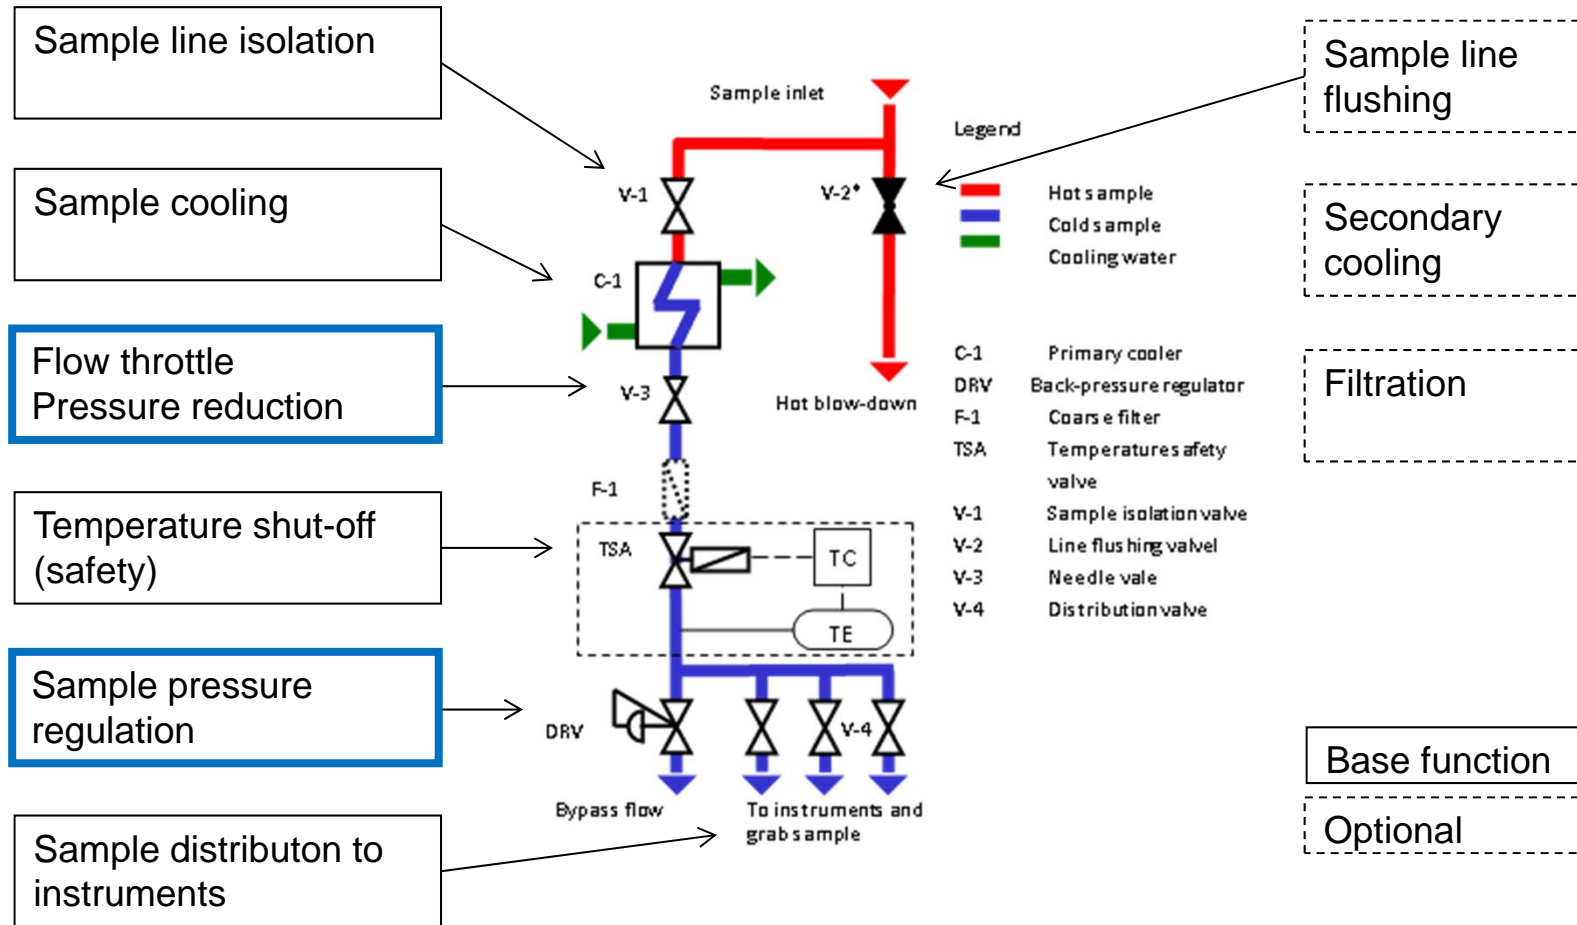 Sample line isolation
Sample cooling
Flow throttle
Pressure reduction
Temperature shut-off
(safety)
Sample pressure
regulation
Sample distributon to
instruments
Sample inlet
V-1
V-2*
C-1
Hot blow-down
V-3
F-1
TSA
TC
TE
DRV
V-4
Bypass flow
To instruments and
grab sample
Legend
Hot sample
Cold sample
Cooling water
C-1 Primary cooler
DRV Back-pressure regulator
F-1 Coarse filter
TSA Temperature safety
valve
V-1 Sample isolation valve
V-2 Line flushing valvel
V-3 Needle vale
V-4 Distribution valve
Sample line
flushing
Secondary
cooling
Filtration
Base function
Optional